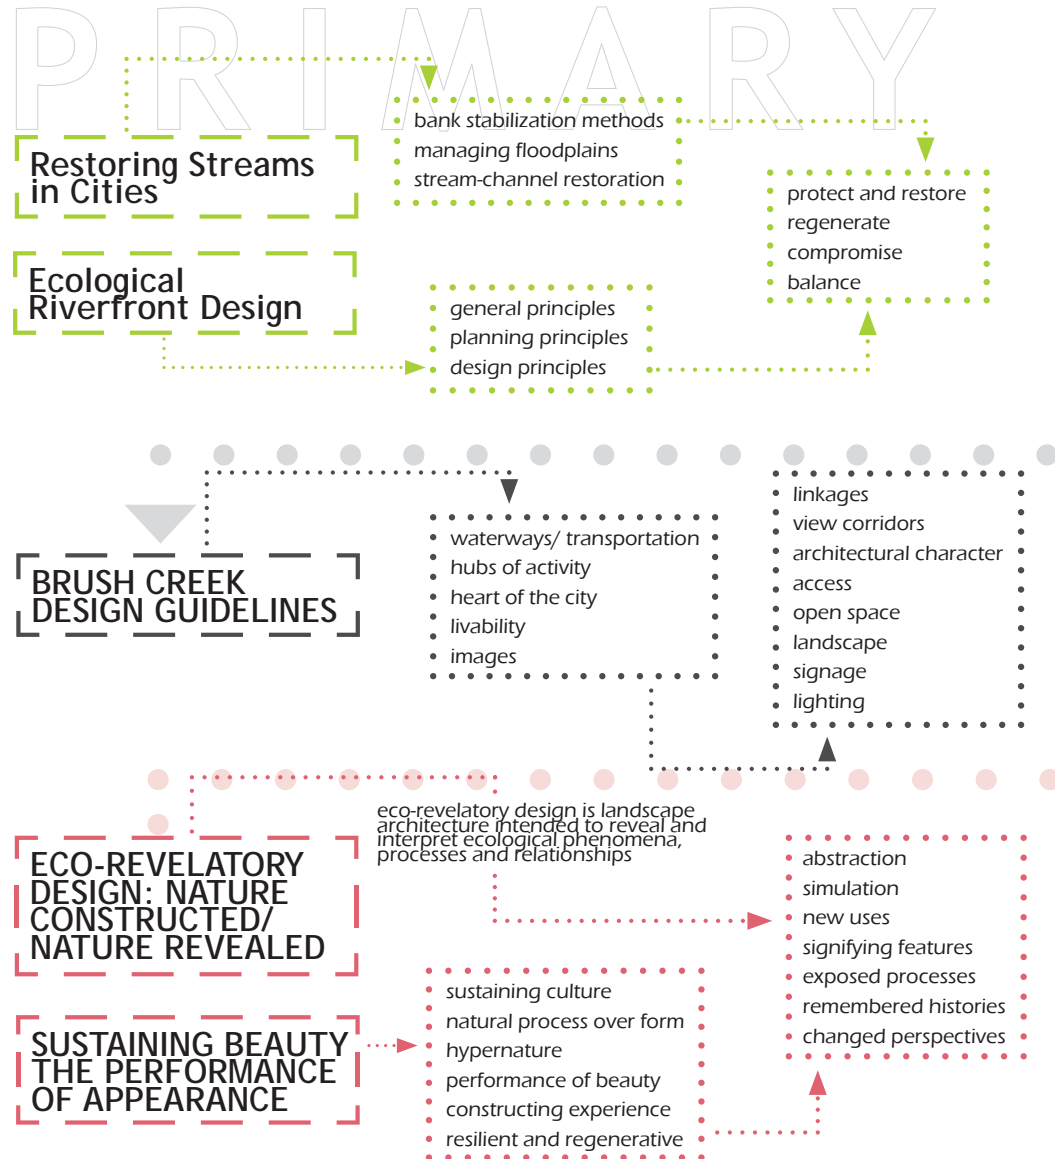 PRIMARY
Restoring Streams
in Cities
bank stabilization methods
managing floodplains
stream-channel restoration
protect and restore
regenerate
compromise
balance
Ecological
Riverfront Design
general principles
planning principles
design principles
BRUSH CREEK
DESIGN GUIDELINES
waterways/ transportation
hubs of activity
heart of the city
livability
images
linkages
view corridors
architectural character
access
open space
landscape
signage
lighting
eco-revelatory design is landscape
architecture intended to reveal and
interpret ecological phenomena,
processes and relationships
ECO-REVELATORY
DESIGN: NATURE
CONSTRUCTED/
NATURE REVEALED
abstraction
simulation
new uses
signifying features
exposed processes
remembered histories
changed perspectives
SUSTAINING BEAUTY
THE PERFORMANCE
OF APPEARANCE
sustaining culture
natural process over form
hypernature
performance of beauty
constructing experience
resilient and regenerative